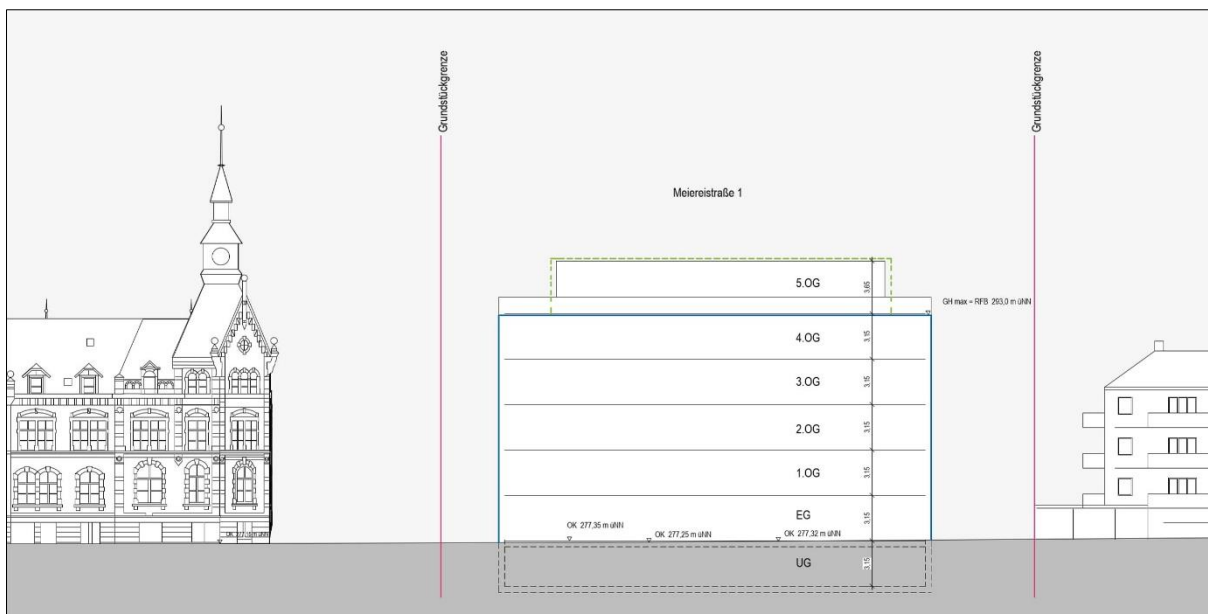 Grundstückgrenze
Grundstückgrenze
Meiereistraße 1
5.OG
3,65
GH max = RFB 293,0 m üNN
4.OG
3,15
3.OG
3,15
2.OG
3,15
1.OG
3,15
EG
3,15
OK 277,35 m üNN
OK 277,25 m üNN
OK 277,32 m üNN
UG
3,15